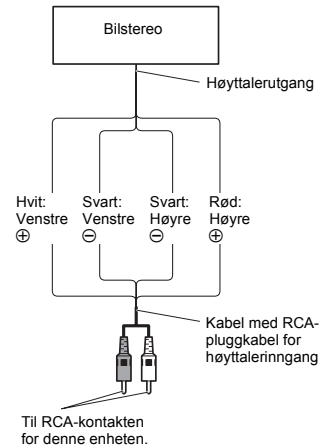 Bilstereo
Høyttalerutgang
Hvit:
Venstre
⊕
Svart:
Venstre
⊖
Svart:
Høyre
⊖
Rød:
Høyre
⊕
Kabel med RCA-
pluggkabel for
høyttalerinngang
Til RCA-kontakten
for denne enheten.